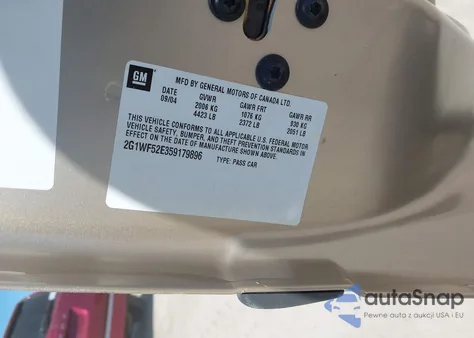 GM
MFD BY GENERAL MOTORS OF CANADA LTD.
DATE GVWR GAWR FRT GAWR RR
09/04 2006 KG 1076 KG 930 KG
4423 LB 2372 LB 2051 LB
THIS VEHICLE CONFORMS TO ALL APPLICABLE U.S. FEDERAL MOTOR
VEHICLE SAFETY, BUMPER, AND THEFT PREVENTION STANDARDS IN
EFFECT ON THE DATE OF MANUFACTURE SHOWN ABOVE.
2G1WF52E359179896 TYPE: PASS CAR
autoSnap
Pewne auta z aukcji USA i EU